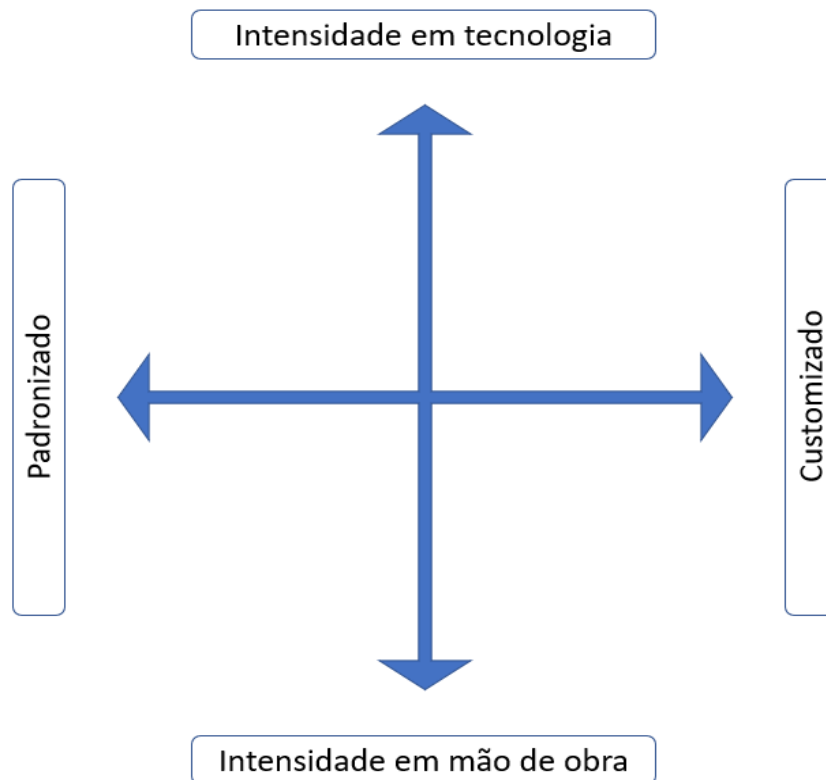 Intensidade em tecnologia
Padronizado
Customizado
Intensidade em mão de obra